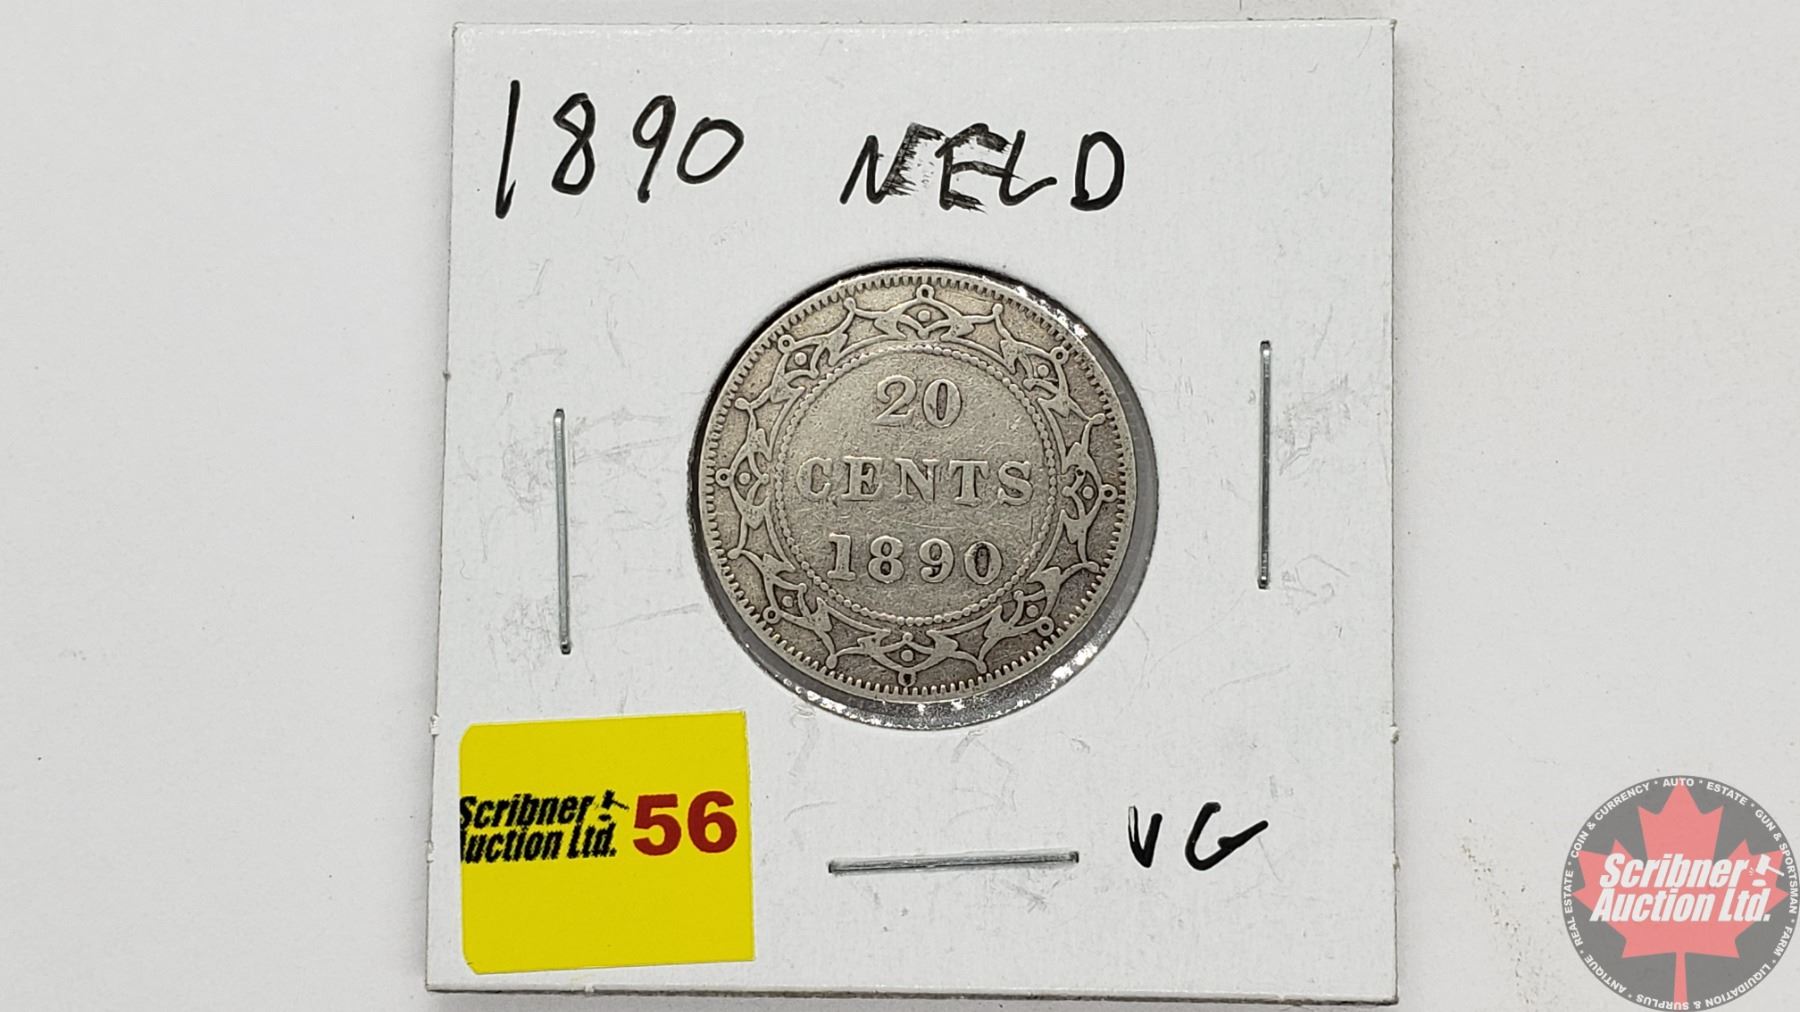 1890 NFLD
20
CENTS
1890
Scribner
Auction Ltd. 56
VG
COIN & CURRENCY · AUTO · ESTATE · GUN & SPORTSMAN · FARM · LIQUIDATION & SURPLUS · ANTIQUE · REAL ESTATE
Scribner
Auction Ltd.